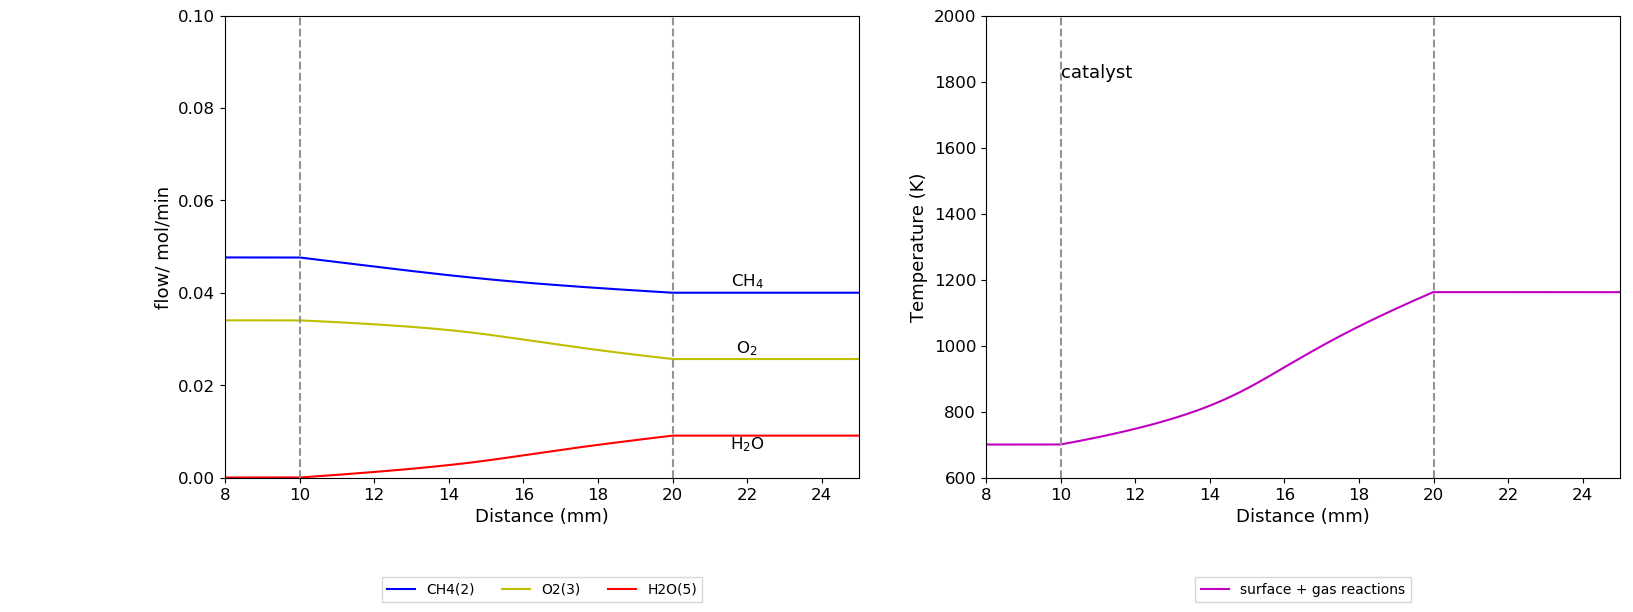 0.10
0.08
0.06
0.04
0.02
0.00
flow/ mol/min
CH₄
O₂
H₂O
8 10 12 14 16 18 20 22 24
Distance (mm)
CH4(2) O2(3) H2O(5)
2000
1800
1600
1400
1200
1000
800
600
Temperature (K)
catalyst
8 10 12 14 16 18 20 22 24
Distance (mm)
surface + gas reactions